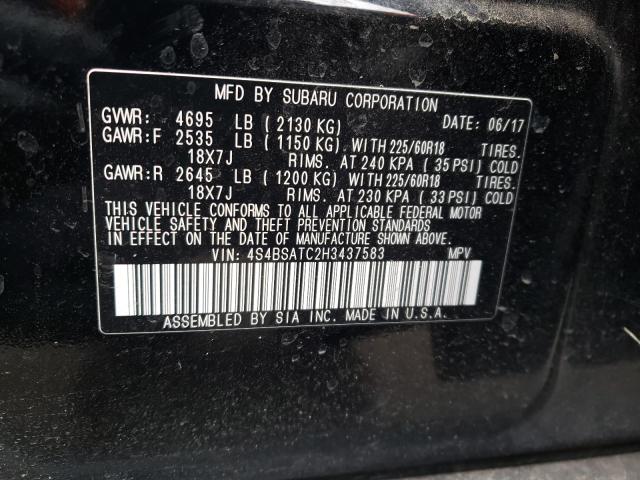 MFD BY SUBARU CORPORATION
GVWR: 4695 LB ( 2130 KG) DATE: 06/17
GAWR:F 2535 LB ( 1150 KG) WITH 225/60R18 TIRES.
18X7J RIMS. AT 240 KPA ( 35 PSI) COLD
GAWR:R 2645 LB ( 1200 KG) WITH 225/60R18 TIRES.
18X7J RIMS. AT 230 KPA ( 33 PSI) COLD
THIS VEHICLE CONFORMS TO ALL APPLICABLE FEDERAL MOTOR
VEHICLE SAFETY AND THEFT PREVENTION STANDARDS
IN EFFECT ON THE DATE OF MANUFACTURE SHOWN ABOVE.
VIN: 4S4BSATC2H3437583 MPV
ASSEMBLED BY SIA INC. MADE IN U.S.A.